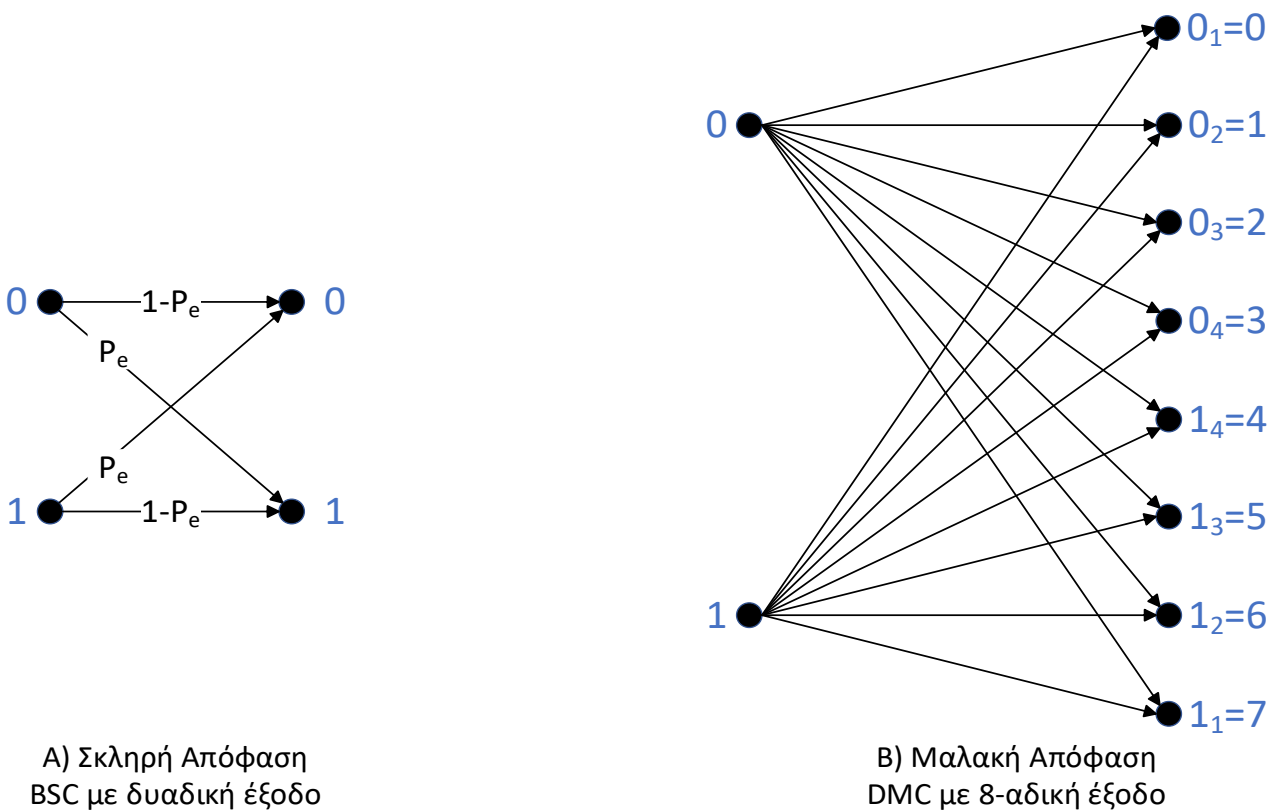 0
1-Pₑ
0
Pₑ
Pₑ
1
1-Pₑ
1
Α) Σκληρή Απόφαση
BSC με δυαδική έξοδο
0
1
0₁=0
0₂=1
0₃=2
0₄=3
1₄=4
1₃=5
1₂=6
1₁=7
Β) Μαλακή Απόφαση
DMC με 8-αδική έξοδο